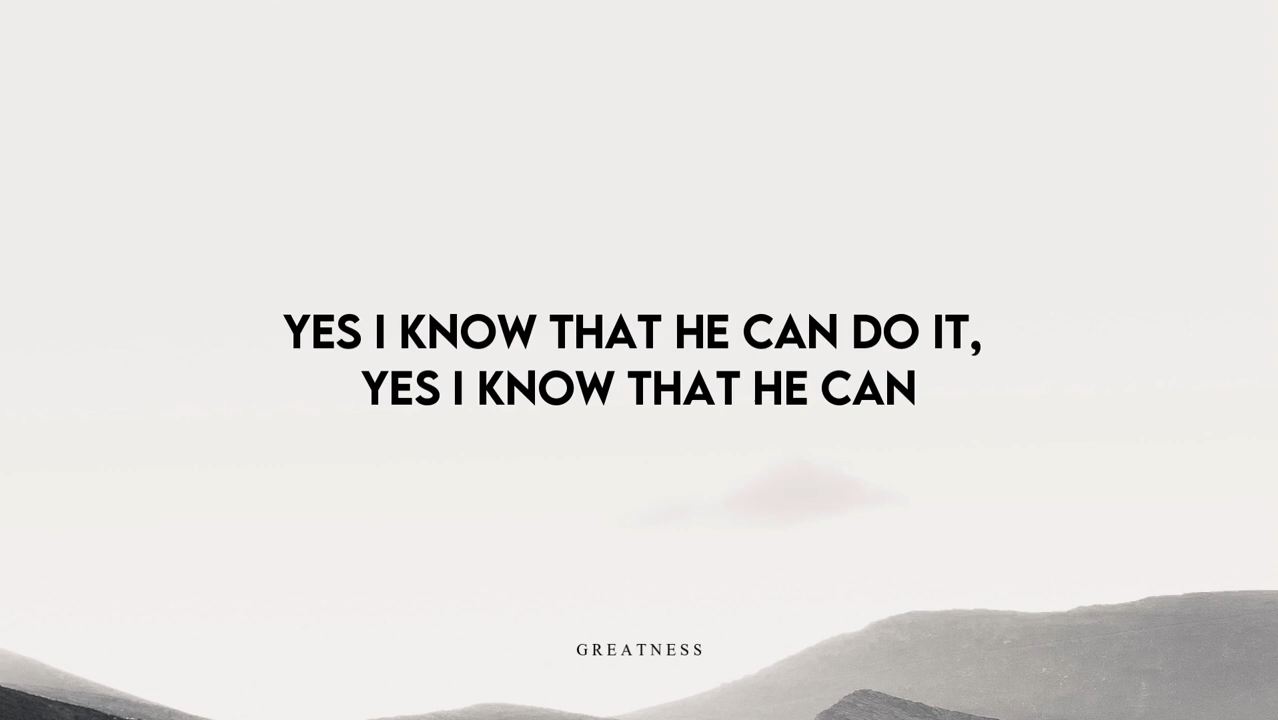 YES I KNOW THAT HE CAN DO IT,
YES I KNOW THAT HE CAN
GREATNESS